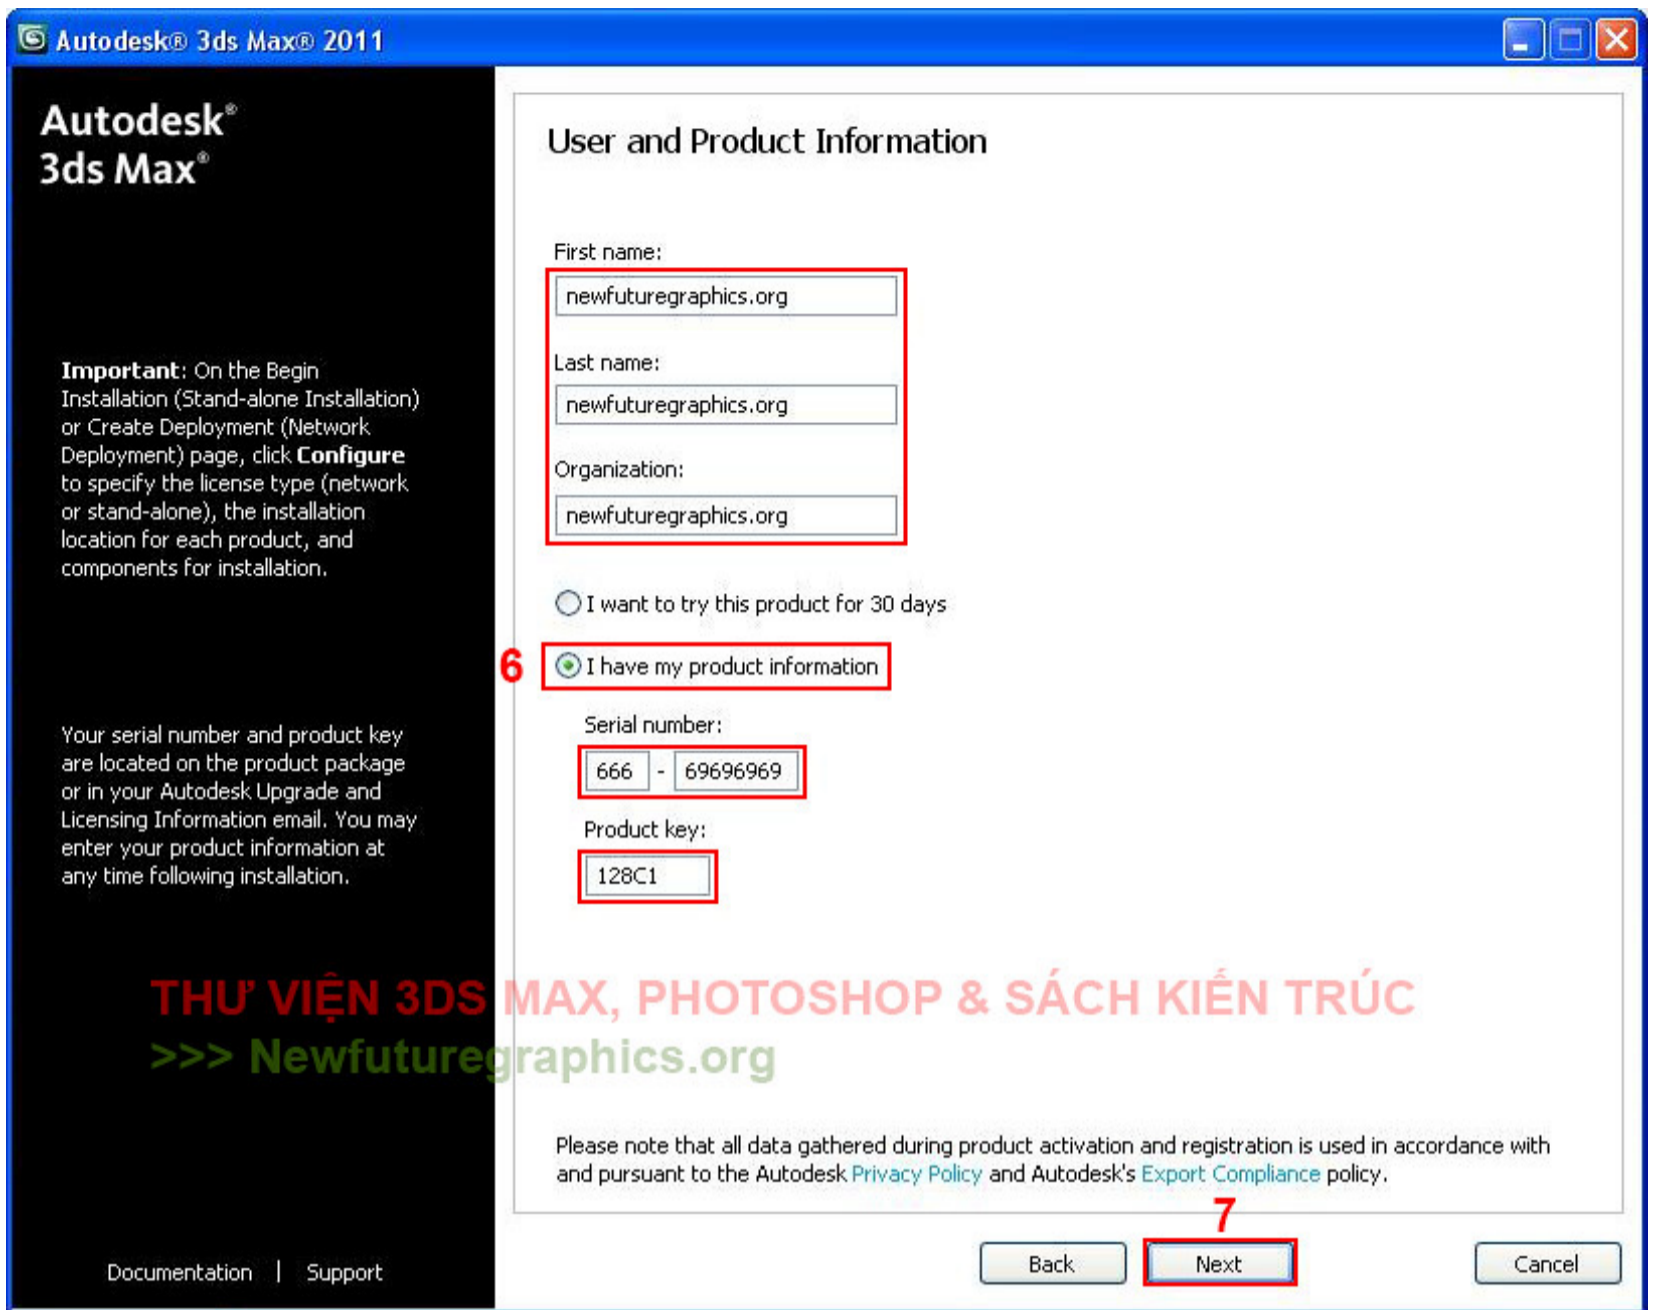 Autodesk® 3ds Max® 2011
Autodesk®
3ds Max®
Important: On the Begin
Installation (Stand-alone Installation)
or Create Deployment (Network
Deployment) page, click Configure
to specify the license type (network
or stand-alone), the installation
location for each product, and
components for installation.
Your serial number and product key
are located on the product package
or in your Autodesk Upgrade and
Licensing Information email. You may
enter your product information at
any time following installation.
Documentation | Support
User and Product Information
First name:
newfuturegraphics.org
Last name:
newfuturegraphics.org
Organization:
newfuturegraphics.org
I want to try this product for 30 days
6 I have my product information
Serial number:
666 - 69696969
Product key:
128C1
THƯ VIỆN 3DS MAX, PHOTOSHOP & SÁCH KIẾN TRÚC
>>> Newfuturegraphics.org
Please note that all data gathered during product activation and registration is used in accordance with
and pursuant to the Autodesk Privacy Policy and Autodesk's Export Compliance policy.
7
Back Next Cancel